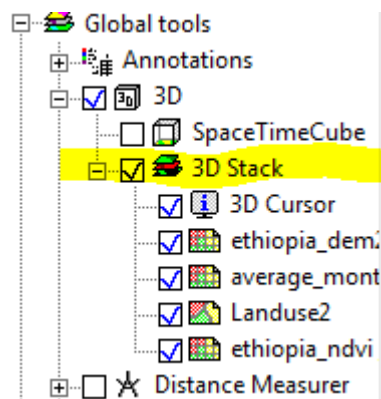 Global tools
Annotations
3D
SpaceTimeCube
3D Stack
3D Cursor
ethiopia_dem2
average_mont
Landuse2
ethiopia_ndvi
Distance Measurer